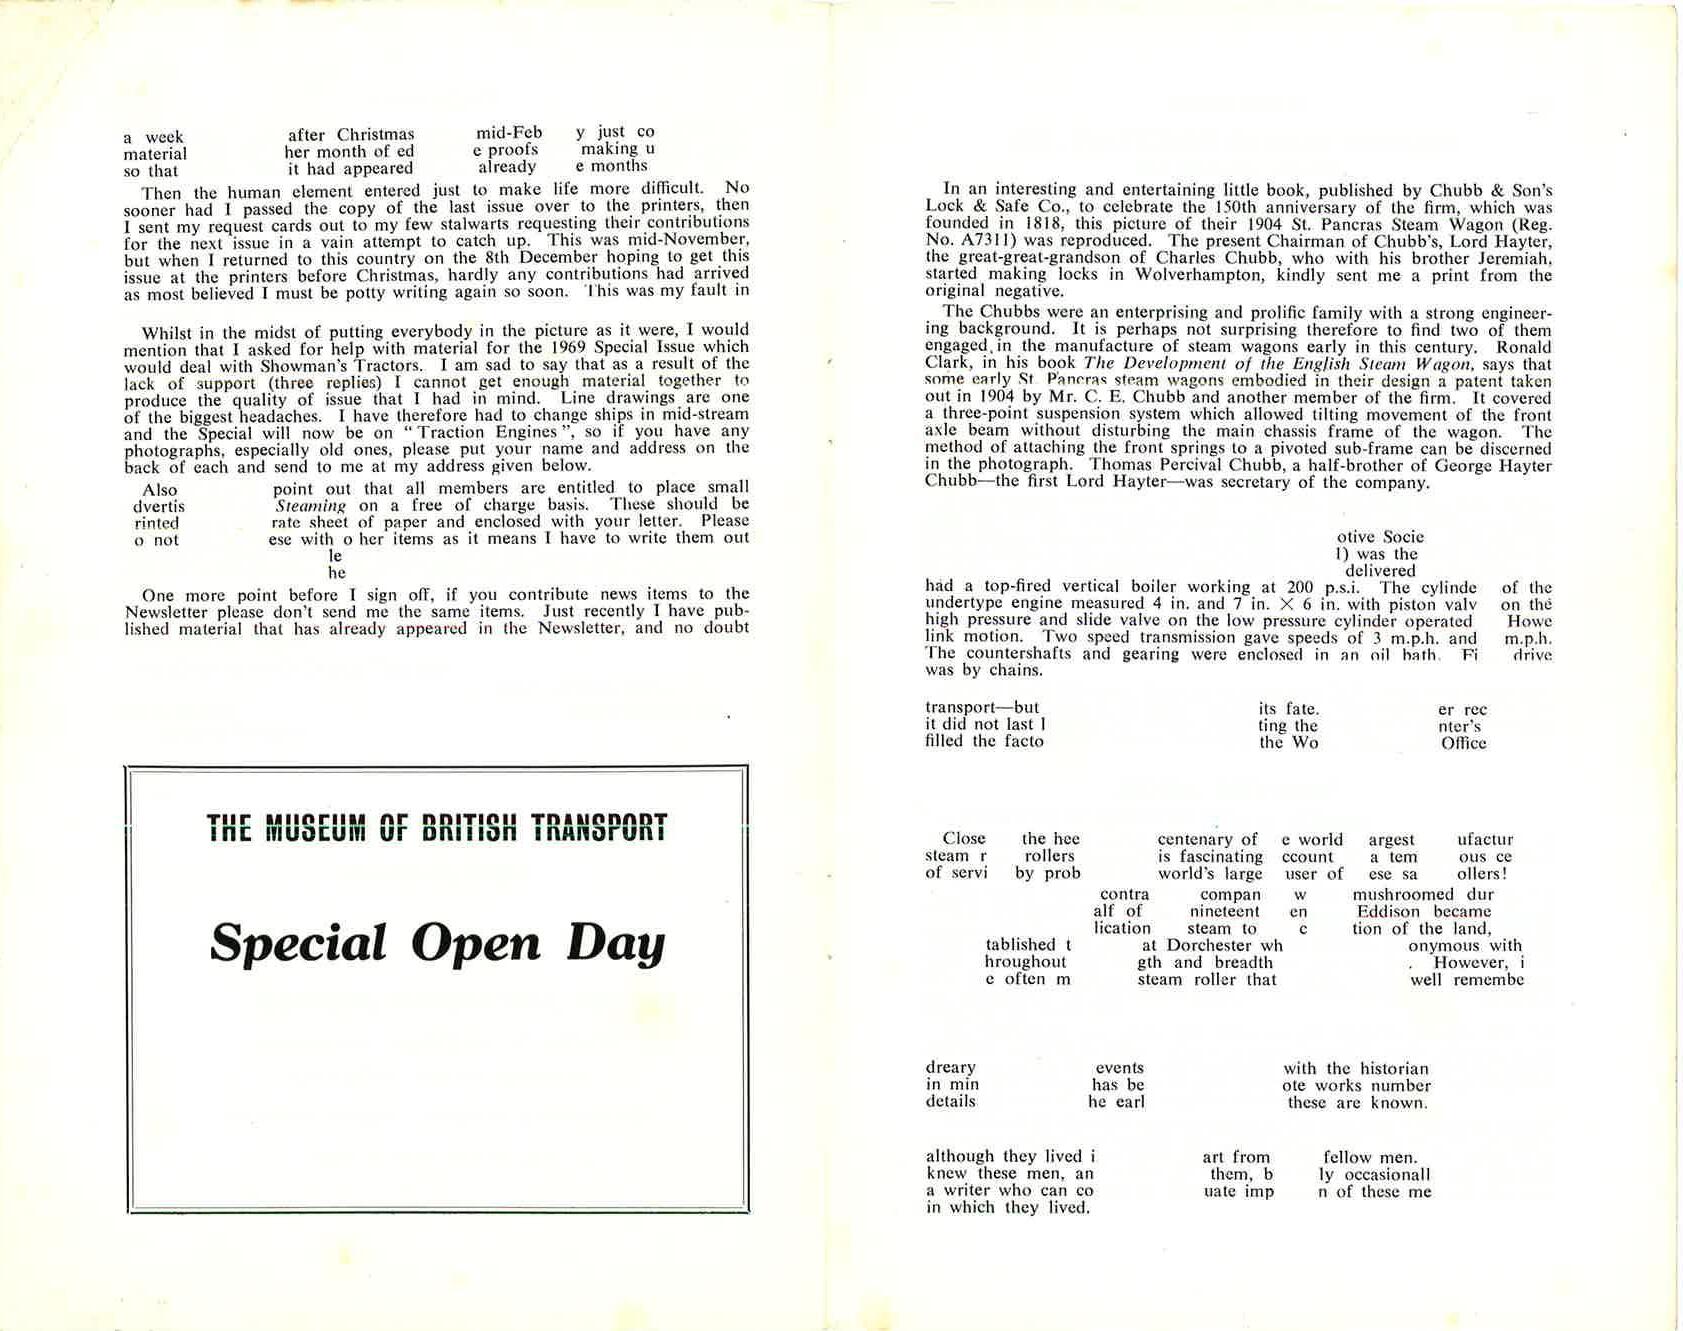 a week after Christmas mid-Feb y just co
material her month of ed e proofs making u
so that it had appeared already e months
Then the human element entered just to make life more difficult. No
sooner had I passed the copy of the last issue over to the printers, then
I sent my request cards out to my few stalwarts requesting their contributions
for the next issue in a vain attempt to catch up. This was mid-November,
but when I returned to this country on the 8th December hoping to get this
issue at the printers before Christmas, hardly any contributions had arrived
as most believed I must be potty writing again so soon. This was my fault in
Whilst in the midst of putting everybody in the picture as it were, I would
mention that I asked for help with material for the 1969 Special Issue which
would deal with Showman's Tractors. I am sad to say that as a result of the
lack of support (three replies) I cannot get enough material together to
produce the quality of issue that I had in mind. Line drawings are one
of the biggest headaches. I have therefore had to change ships in mid-stream
and the Special will now be on "Traction Engines", so if you have any
photographs, especially old ones, please put your name and address on the
back of each and send to me at my address given below.
Also point out that all members are entitled to place small
dvertis Steaming on a free of charge basis. These should be
rinted rate sheet of paper and enclosed with your letter. Please
o not ese with o her items as it means I have to write them out
le
he
One more point before I sign off, if you contribute news items to the
Newsletter please don't send me the same items. Just recently I have pub-
lished material that has already appeared in the Newsletter, and no doubt
THE MUSEUM OF BRITISH TRANSPORT
Special Open Day
In an interesting and entertaining little book, published by Chubb & Son's
Lock & Safe Co., to celebrate the 150th anniversary of the firm, which was
founded in 1818, this picture of their 1904 St. Pancras Steam Wagon (Reg.
No. A7311) was reproduced. The present Chairman of Chubb's, Lord Hayter,
the great-great-grandson of Charles Chubb, who with his brother Jeremiah,
started making locks in Wolverhampton, kindly sent me a print from the
original negative.
The Chubbs were an enterprising and prolific family with a strong engineer-
ing background. It is perhaps not surprising therefore to find two of them
engaged in the manufacture of steam wagons early in this century. Ronald
Clark, in his book The Development of the English Steam Wagon, says that
some early St Pancras steam wagons embodied in their design a patent taken
out in 1904 by Mr. C. E. Chubb and another member of the firm. It covered
a three-point suspension system which allowed tilting movement of the front
axle beam without disturbing the main chassis frame of the wagon. The
method of attaching the front springs to a pivoted sub-frame can be discerned
in the photograph. Thomas Percival Chubb, a half-brother of George Hayter
Chubb—the first Lord Hayter—was secretary of the company.
otive Socie
1) was the
delivered
had a top-fired vertical boiler working at 200 p.s.i. The cylinde of the
undertype engine measured 4 in. and 7 in. × 6 in. with piston valv on the
high pressure and slide valve on the low pressure cylinder operated Howe
link motion. Two speed transmission gave speeds of 3 m.p.h. and m.p.h.
The countershafts and gearing were enclosed in an oil bath. Fi drive
was by chains.
transport—but its fate. er rec
it did not last l ting the nter's
filled the facto the Wo Office
Close the hee centenary of e world argest ufactur
steam r rollers is fascinating ccount a tem ous ce
of servi by prob world's large user of ese sa ollers!
contra compan w mushroomed dur
alf of nineteent en Eddison became
lication steam to c tion of the land,
tablished t at Dorchester wh onymous with
hroughout gth and breadth . However, i
e often m steam roller that well remembe
dreary events with the historian
in min has be ote works number
details he earl these are known.
although they lived i art from fellow men.
knew these men, an them, b ly occasionall
a writer who can co uate imp n of these me
in which they lived.